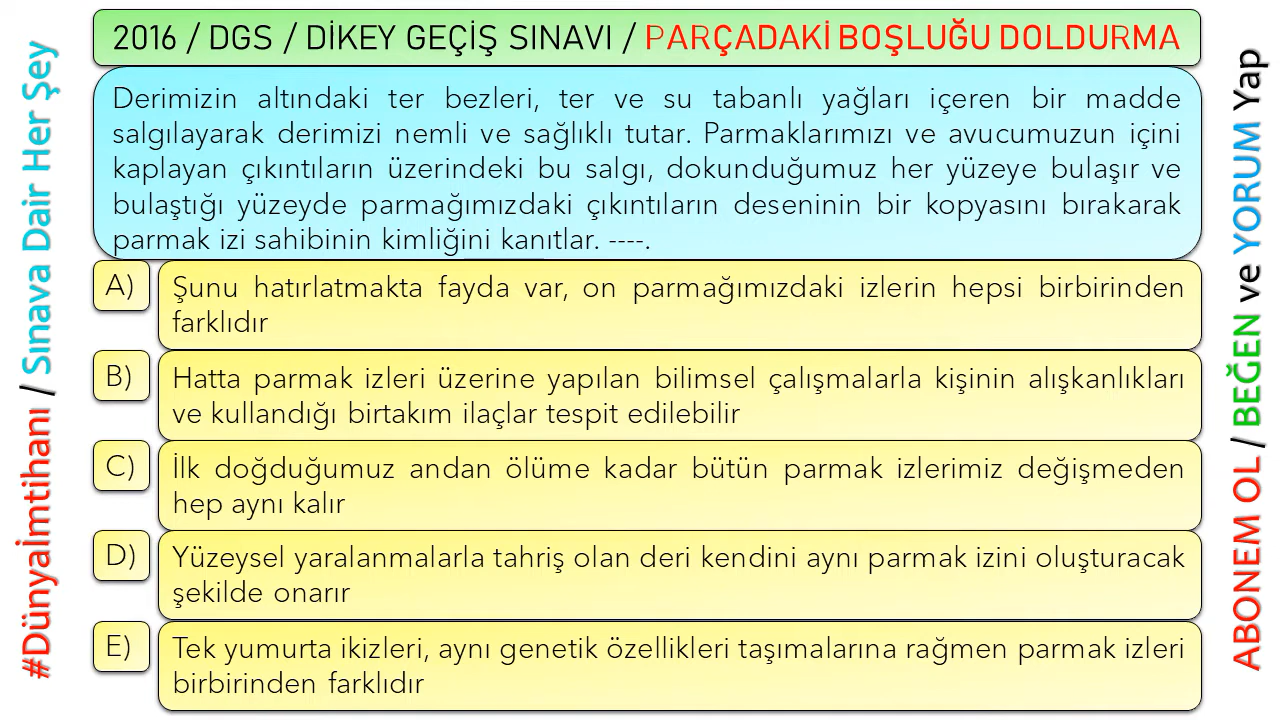 2016 / DGS / DİKEY GEÇİŞ SINAVI / PARÇADAKİ BOŞLUĞU DOLDURMA
Derimizin altındaki ter bezleri, ter ve su tabanlı yağları içeren bir madde
salgılayarak derimizi nemli ve sağlıklı tutar. Parmaklarımızı ve avucumuzun içini
kaplayan çıkıntıların üzerindeki bu salgı, dokunduğumuz her yüzeye bulaşır ve
bulaştığı yüzeyde parmağımızdaki çıkıntıların deseninin bir kopyasını bırakarak
parmak izi sahibinin kimliğini kanıtlar. ----.
A) Şunu hatırlatmakta fayda var, on parmağımızdaki izlerin hepsi birbirinden
farklıdır
B) Hatta parmak izleri üzerine yapılan bilimsel çalışmalarla kişinin alışkanlıkları
ve kullandığı birtakım ilaçlar tespit edilebilir
C) İlk doğduğumuz andan ölüme kadar bütün parmak izlerimiz değişmeden
hep aynı kalır
D) Yüzeysel yaralanmalarla tahriş olan deri kendini aynı parmak izini oluşturacak
şekilde onarır
E) Tek yumurta ikizleri, aynı genetik özellikleri taşımalarına rağmen parmak izleri
birbirinden farklıdır
#Dünyaİmtihanı / Sınava Dair Her Şey
ABONEM OL / BEĞEN ve YORUM Yap